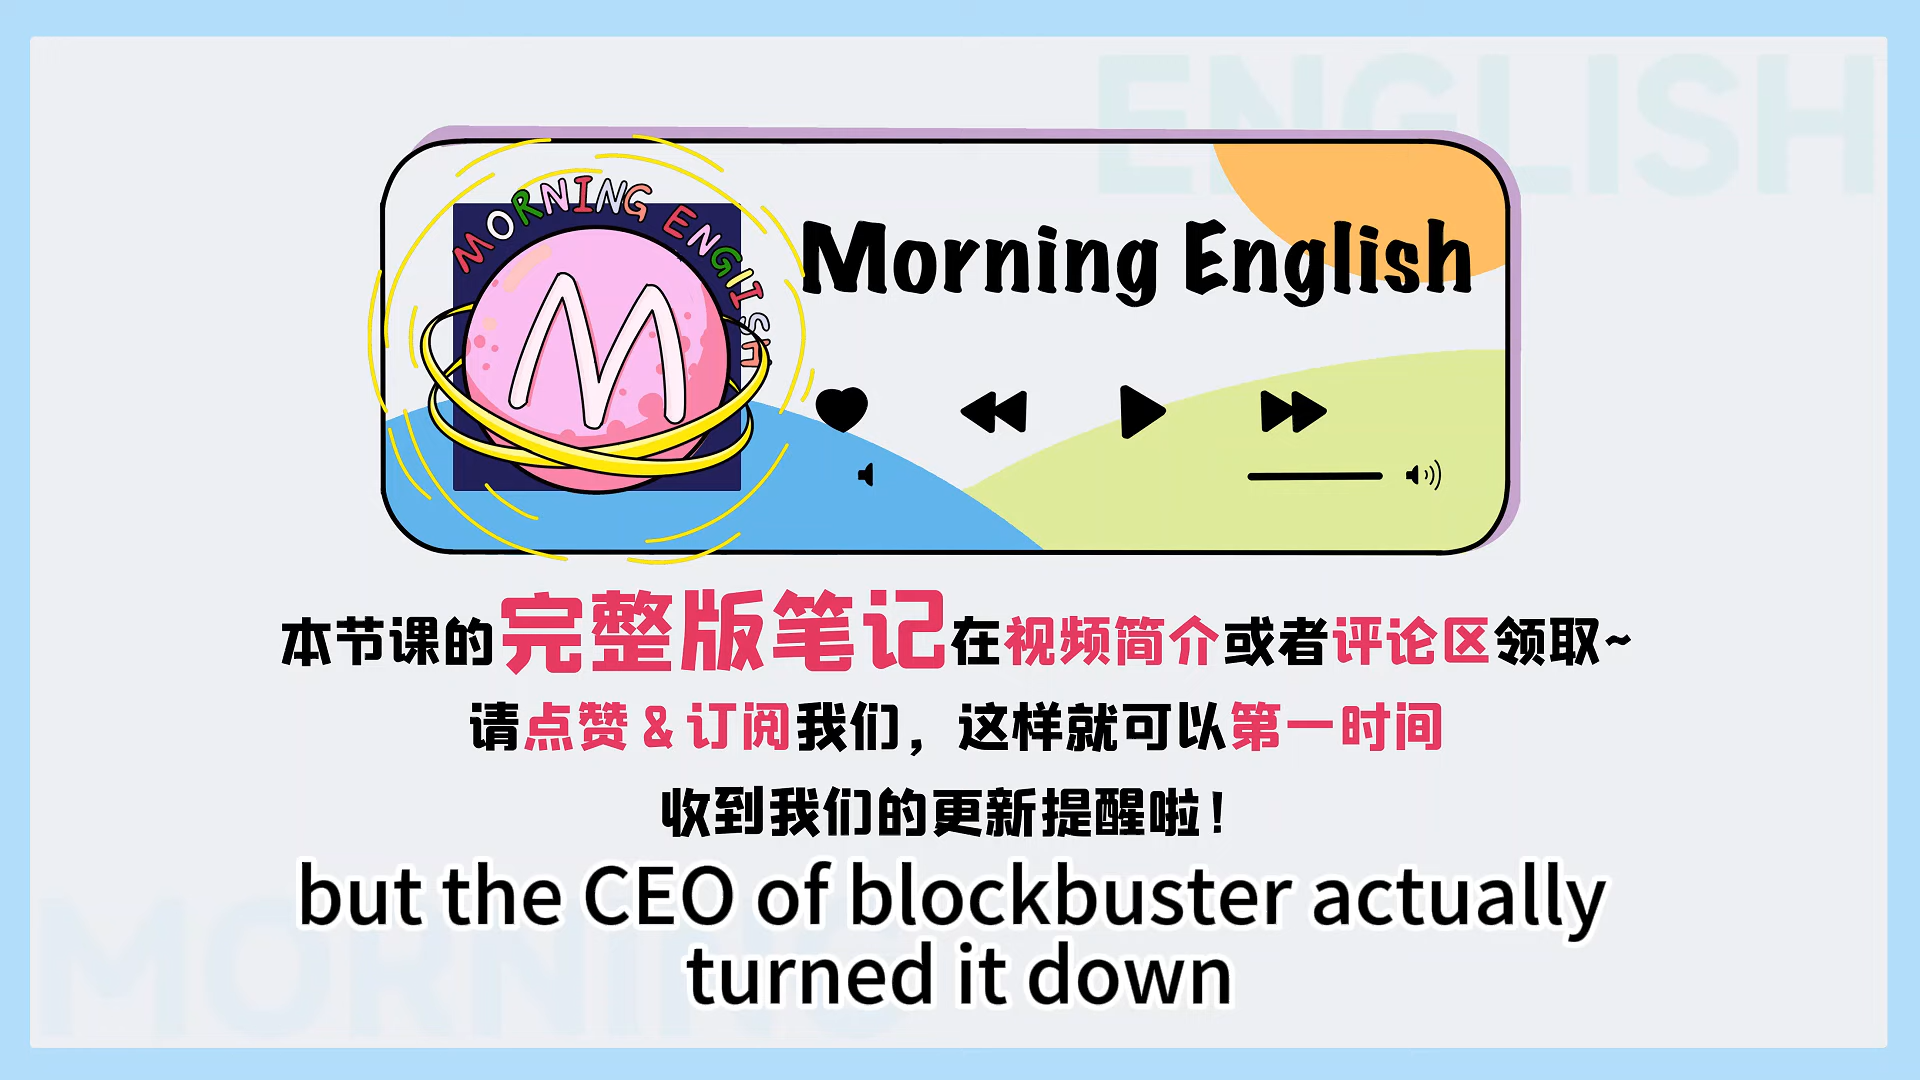 ENGLISH
MORNING ENGLISH
M
Morning English
本节课的完整版笔记在视频简介或者评论区领取~
请点赞&订阅我们，这样就可以第一时间
收到我们的更新提醒啦！
but the CEO of blockbuster actually
turned it down
MORNING